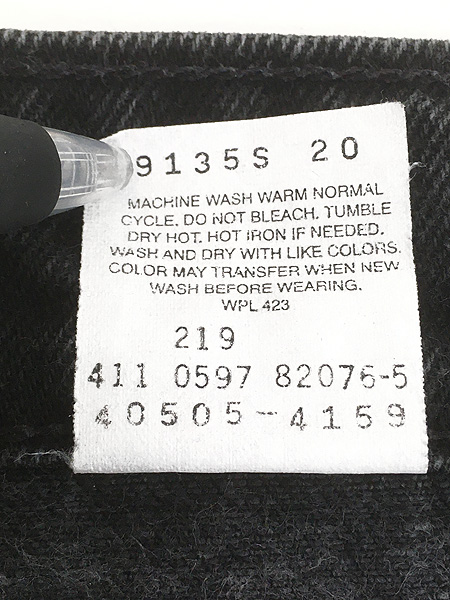 9135S 20
MACHINE WASH WARM NORMAL
CYCLE. DO NOT BLEACH. TUMBLE
DRY HOT. HOT IRON IF NEEDED.
WASH AND DRY WITH LIKE COLORS.
COLOR MAY TRANSFER WHEN NEW
WASH BEFORE WEARING.
WPL 423
219
411 0597 82076-5
40505-4159